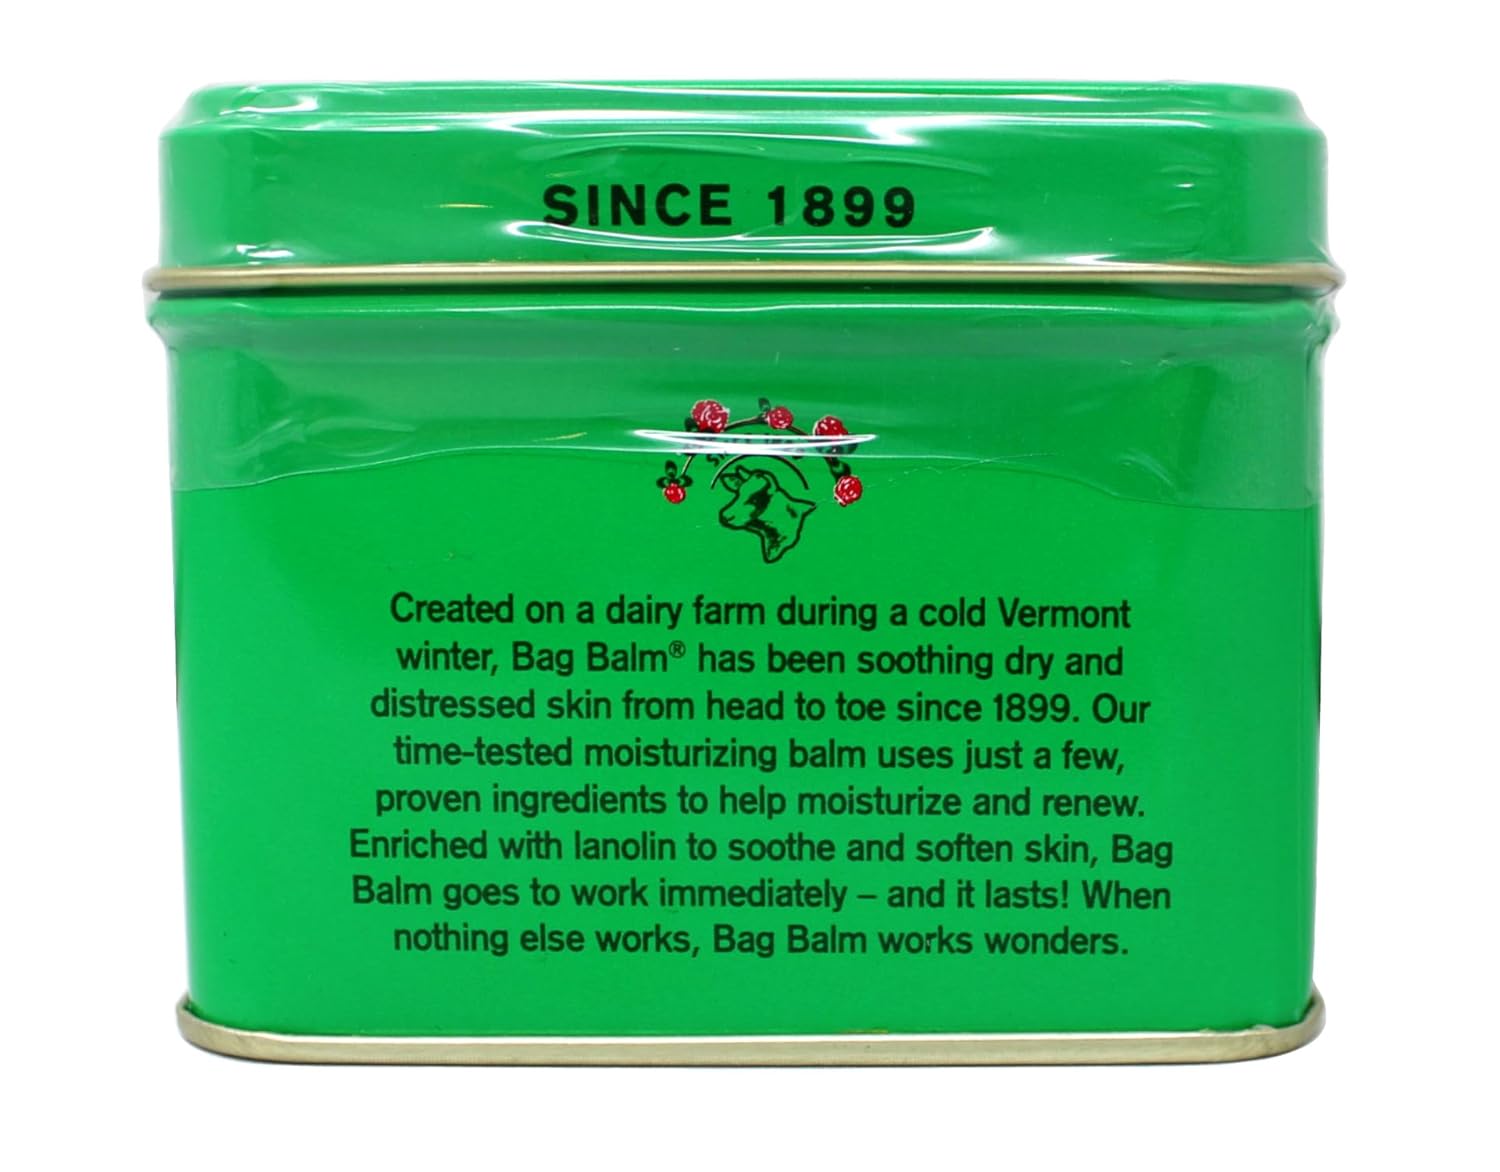 SINCE 1899
Created on a dairy farm during a cold Vermont
winter, Bag Balm® has been soothing dry and
distressed skin from head to toe since 1899. Our
time-tested moisturizing balm uses just a few,
proven ingredients to help moisturize and renew.
Enriched with lanolin to soothe and soften skin, Bag
Balm goes to work immediately – and it lasts! When
nothing else works, Bag Balm works wonders.